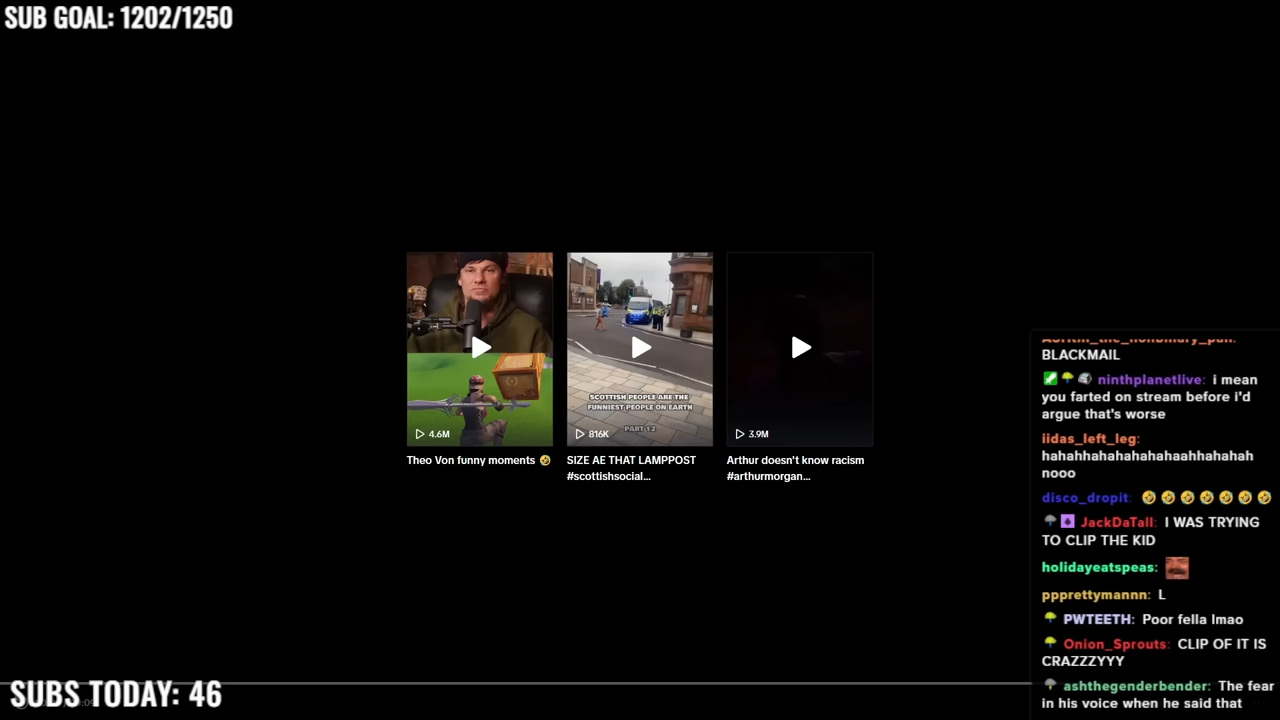 SUB GOAL: 1202/1250
SCOTTISH PEOPLE ARE THE
FUNNIEST PEOPLE ON EARTH
PART 12
4.6M
816K
3.9M
Theo Von funny moments 🤣
SIZE AE THAT LAMPPOST
#scottishsocial...
Arthur doesn't know racism
#arthurmorgan...
BLACKMAIL
ninthplanetlive: i mean
you farted on stream before i'd
argue that's worse
iidas_left_leg:
hahahhahahahahahaahhahahah
nooo
disco_dropit: 🤣 🤣 🤣 🤣 🤣 🤣 🤣
JackDaTall: I WAS TRYING
TO CLIP THE KID
holidayeatspeas:
ppprettymannn: L
PWTEETH: Poor fella lmao
Onion_Sprouts: CLIP OF IT IS
CRAZZZYYY
ashthegenderbender: The fear
in his voice when he said that
SUBS TODAY: 46